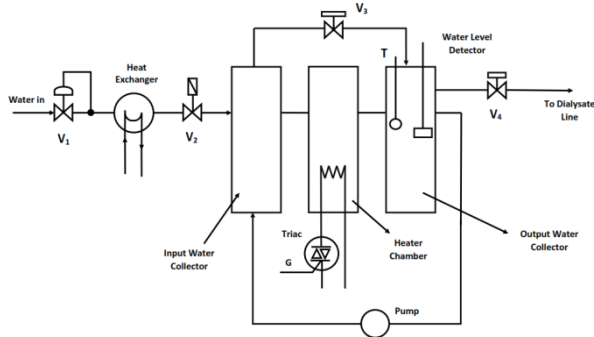 V3
Water Level
Detector
Heat
Exchanger
T
Water in
V1
V2
V4
To Dialysate
Line
Triac
G
Input Water
Collector
Heater
Chamber
Output Water
Collector
Pump